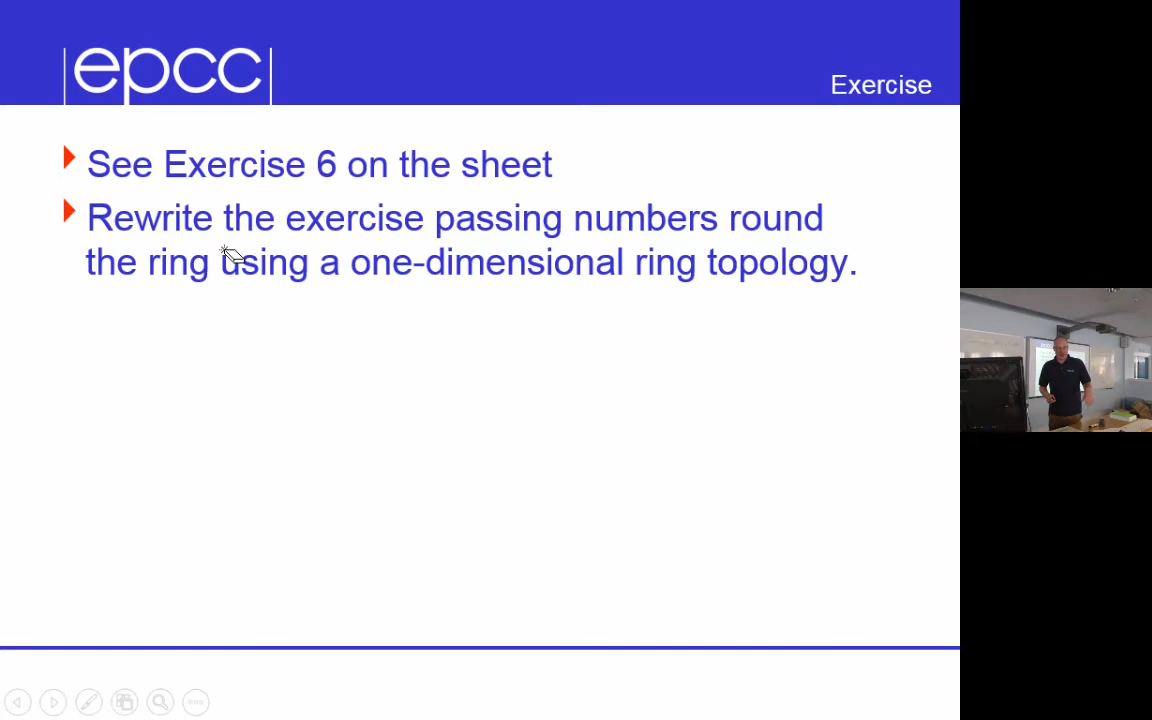 epcc
Exercise
See Exercise 6 on the sheet
Rewrite the exercise passing numbers round
the ring using a one-dimensional ring topology.